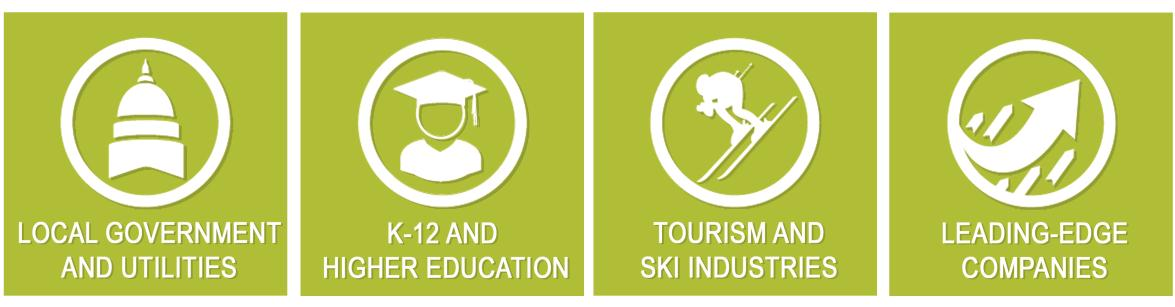 LOCAL GOVERNMENT
AND UTILITIES
K-12 AND
HIGHER EDUCATION
TOURISM AND
SKI INDUSTRIES
LEADING-EDGE
COMPANIES